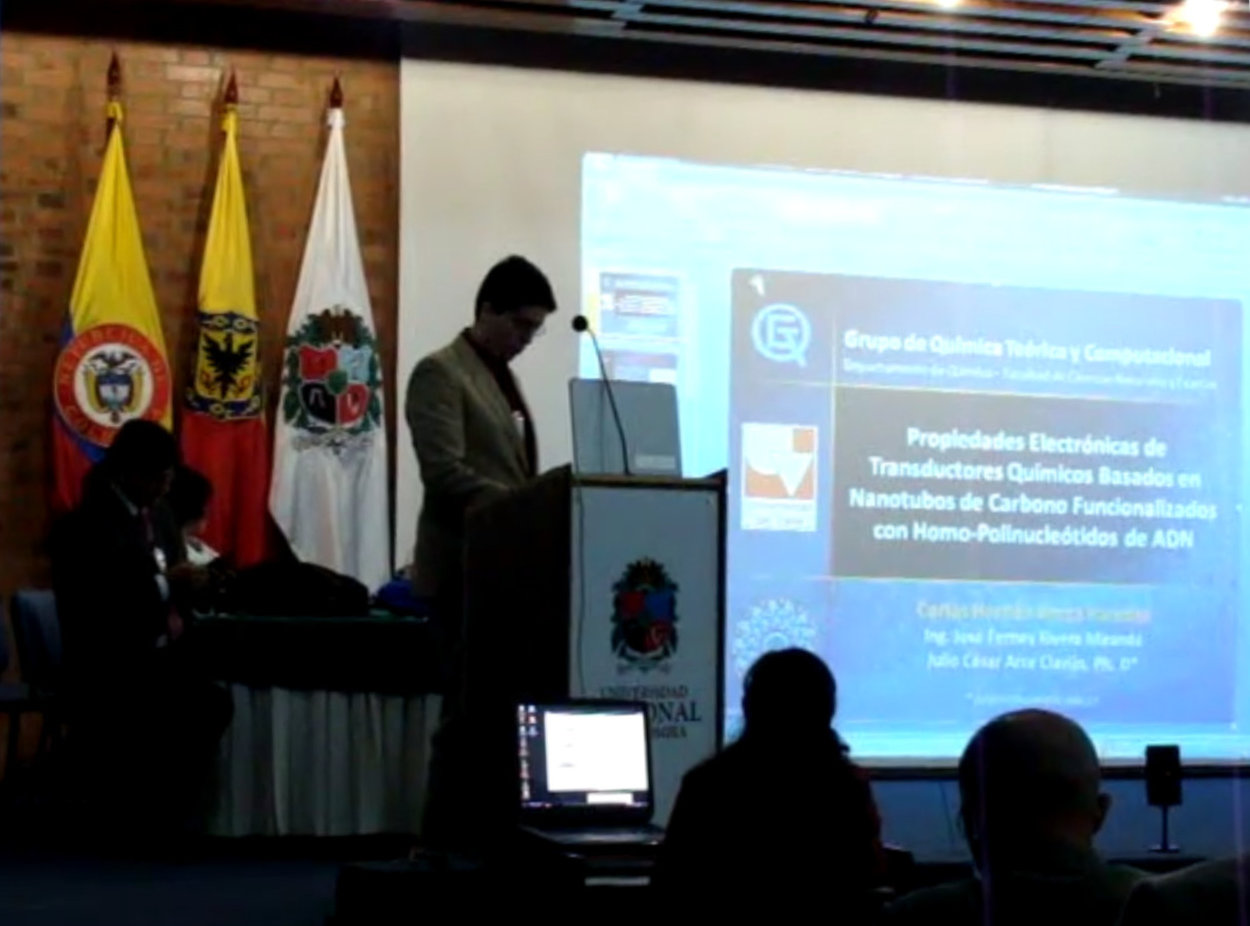 Grupo de Química Teórica y Computacional
Departamento de Química - Facultad de Ciencias Naturales y Exactas
Propiedades Electrónicas de
Transductores Químicos Basados en
Nanotubos de Carbono Funcionalizados
con Homo-Polinucleótidos de ADN
Ing. José Ferney Rivera Miranda
Julio César Arce Clavijo, Ph. D*
UNIVERSIDAD